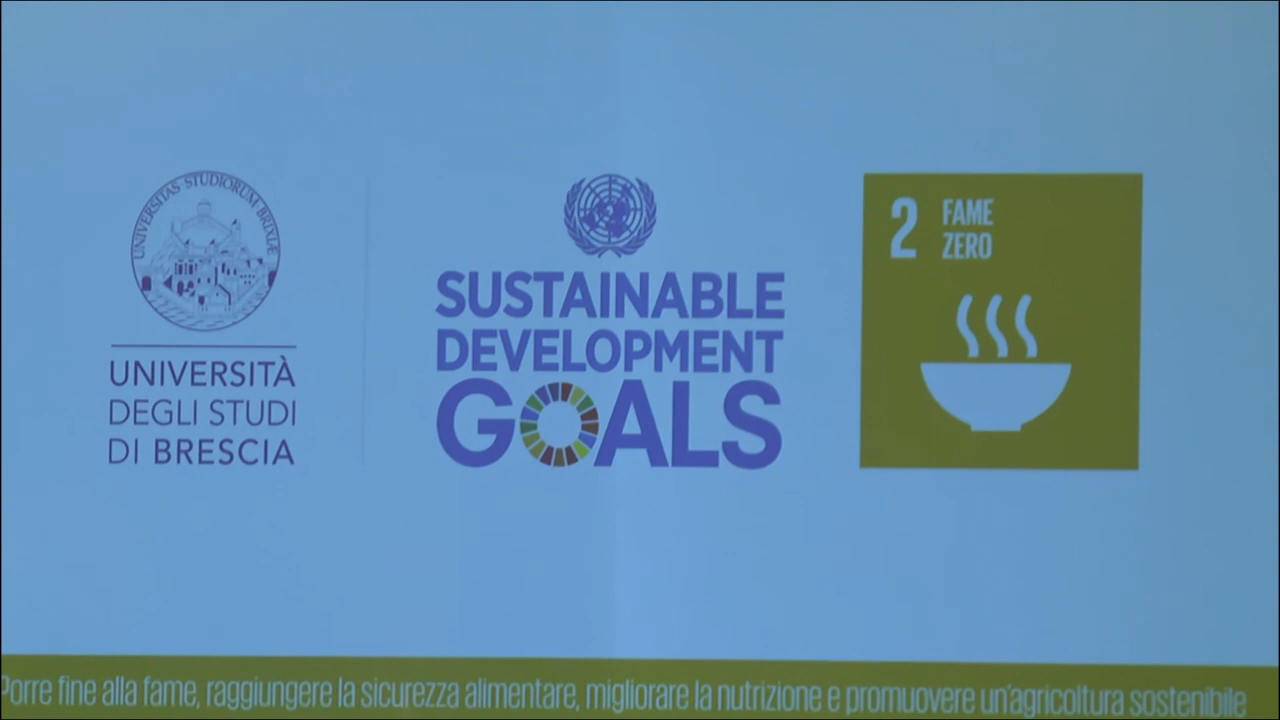 UNIVERSITAS STUDIORUM BRIXIÆ
UNIVERSITÀ
DEGLI STUDI
DI BRESCIA
SUSTAINABLE
DEVELOPMENT
GOALS
2 FAME
ZERO
Porre fine alla fame, raggiungere la sicurezza alimentare, migliorare la nutrizione e promuovere un'agricoltura sostenibile